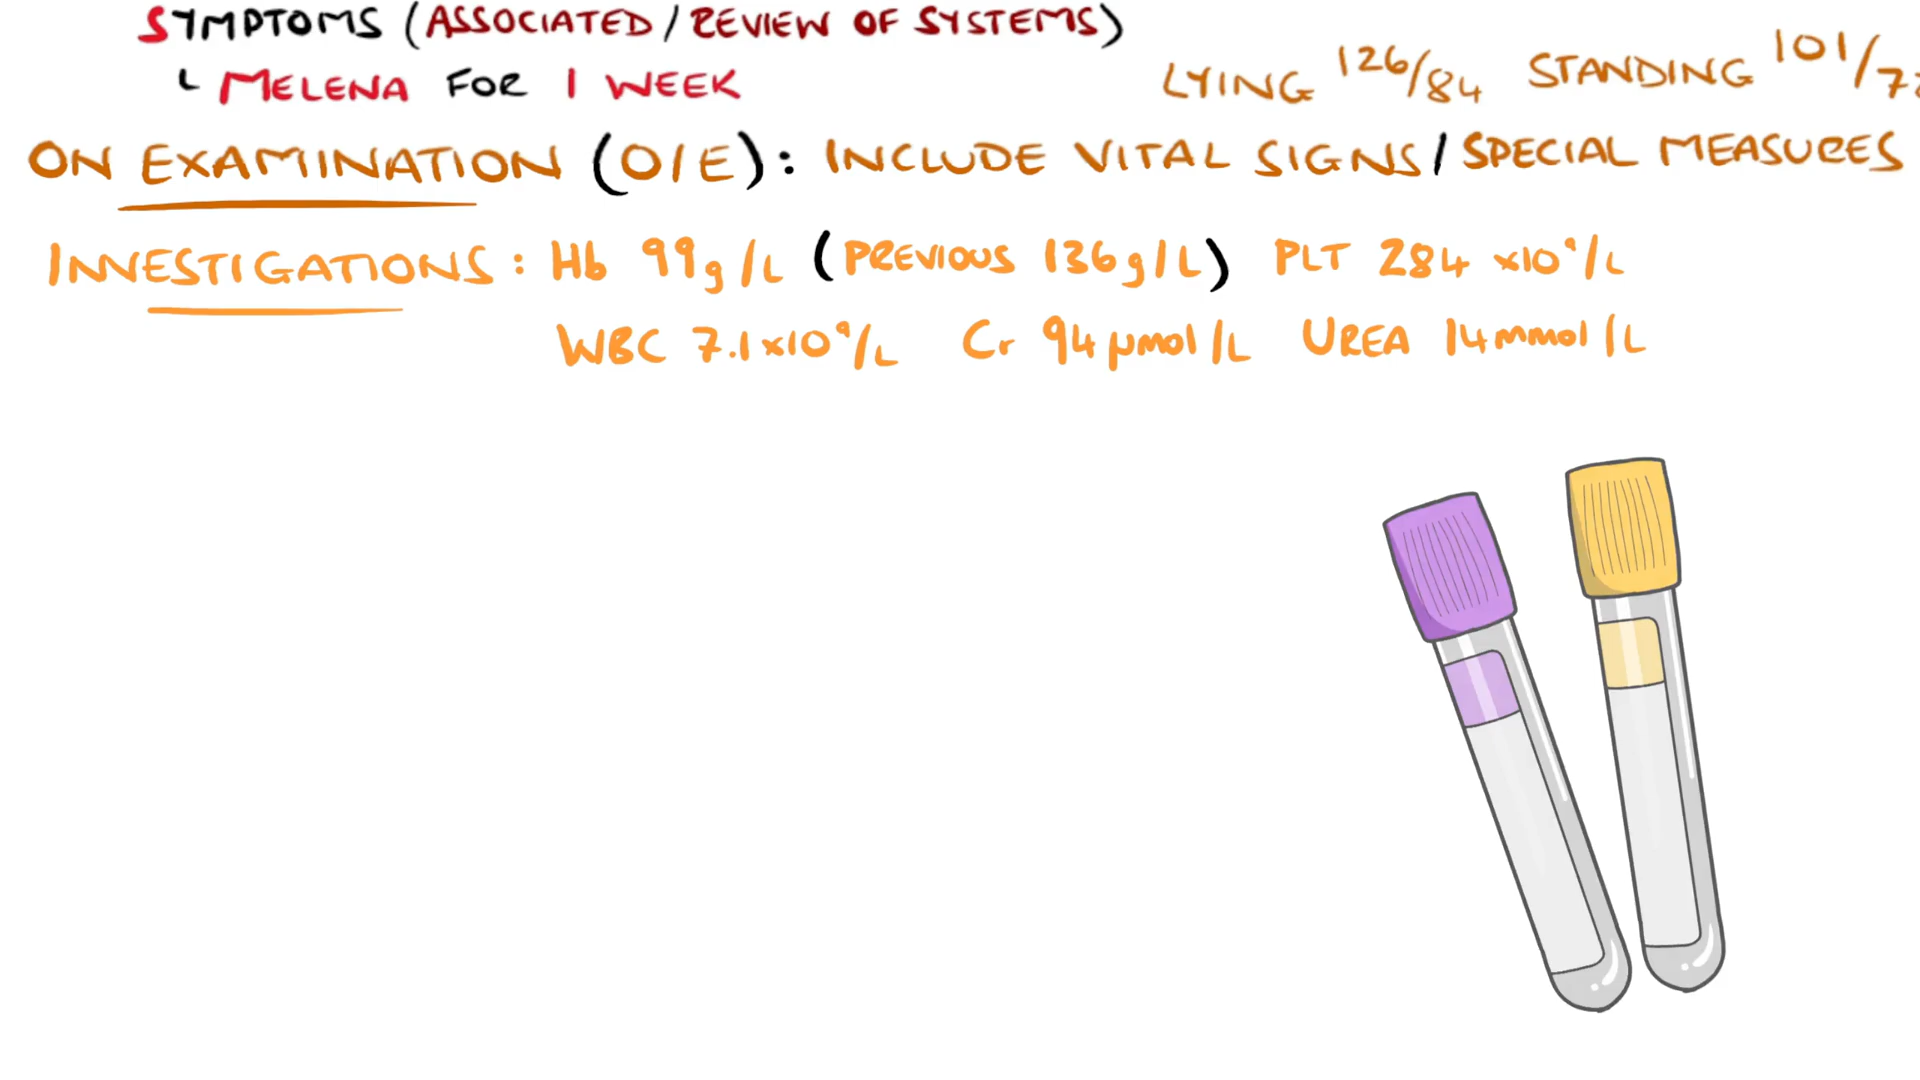 SYMPTOMS (ASSOCIATED/REVIEW OF SYSTEMS)
└ MELENA FOR 1 WEEK
LYING 126/84 STANDING 101/7
ON EXAMINATION (O/E): INCLUDE VITAL SIGNS/SPECIAL MEASURES
INVESTIGATIONS: Hb 99g/L (PREVIOUS 136g/L) PLT 284 x10⁹/L
WBC 7.1x10⁹/L Cr 94 µmol/L UREA 14mmol/L